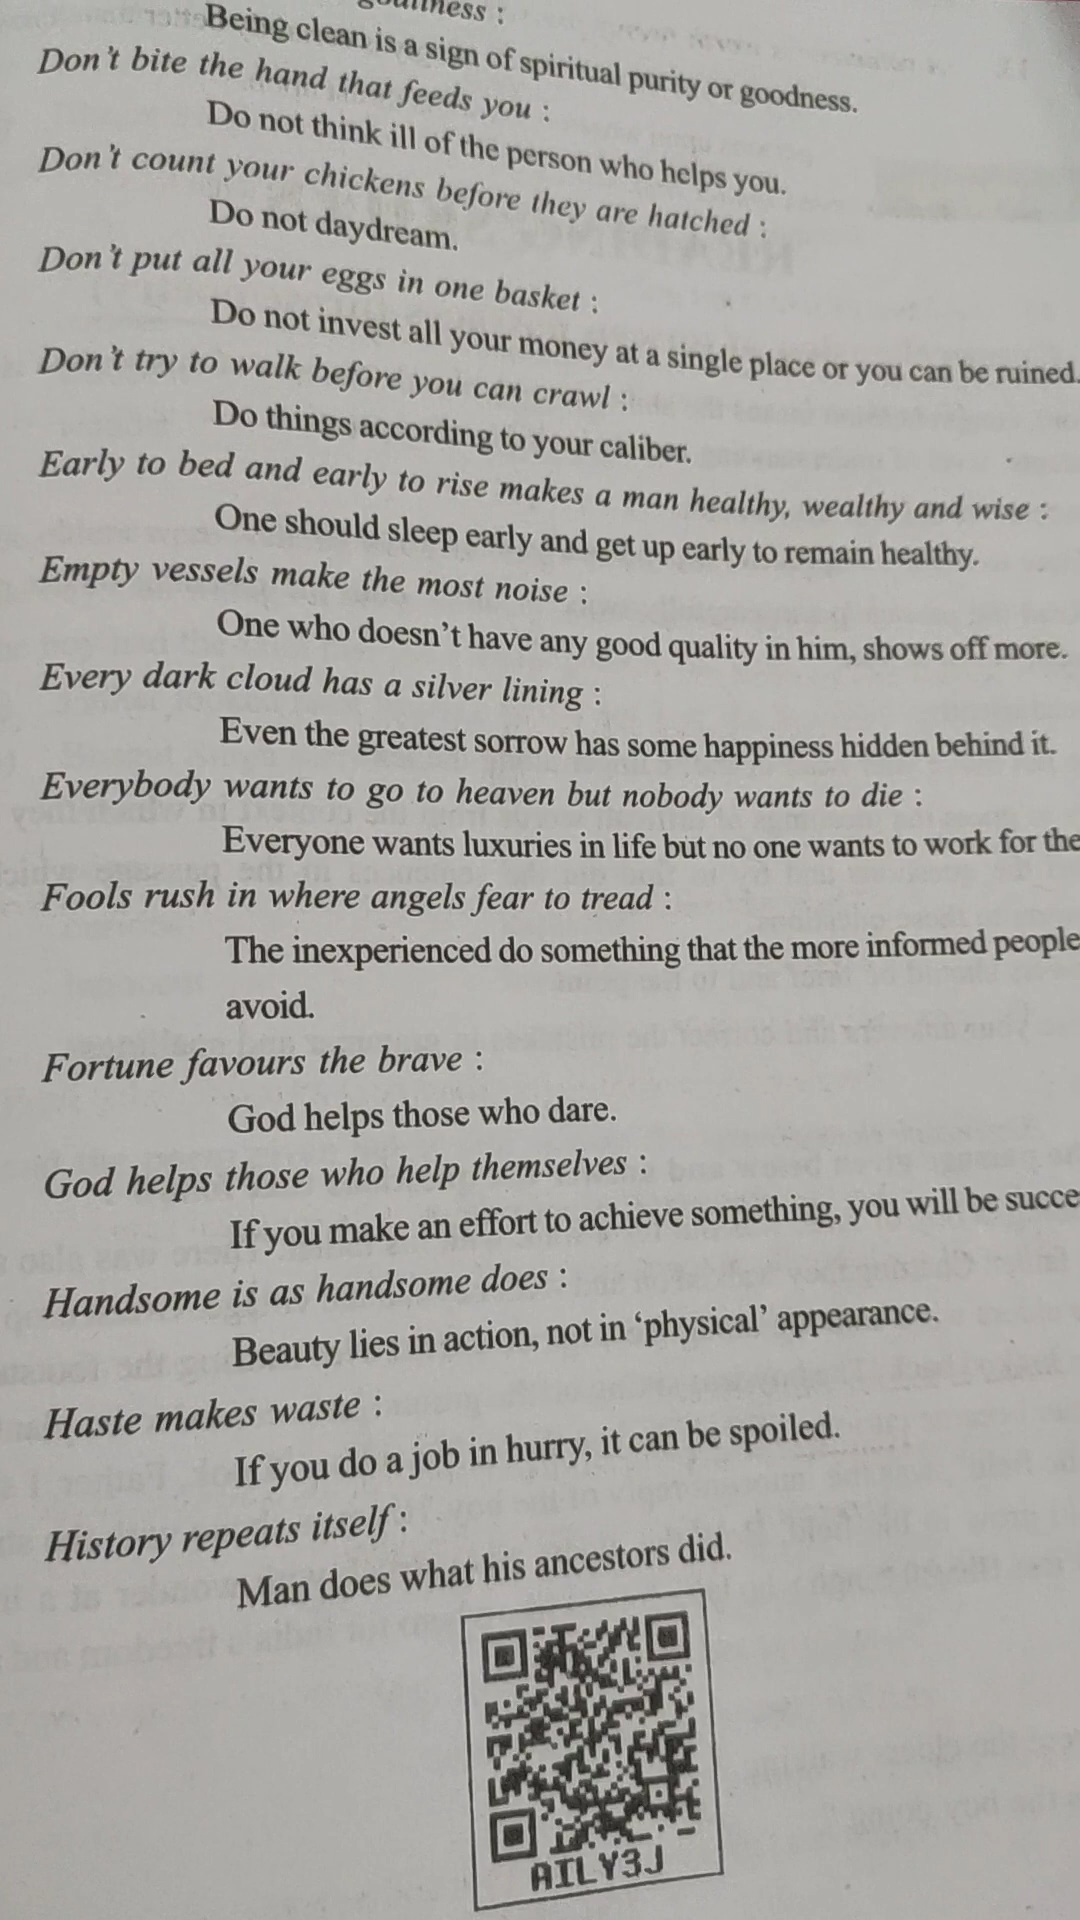 Being clean is a sign of spiritual purity or goodness.
Don't bite the hand that feeds you :
Do not think ill of the person who helps you.
Don't count your chickens before they are hatched :
Do not daydream.
Don't put all your eggs in one basket :
Do not invest all your money at a single place or you can be ruined.
Don't try to walk before you can crawl :
Do things according to your caliber.
Early to bed and early to rise makes a man healthy, wealthy and wise :
One should sleep early and get up early to remain healthy.
Empty vessels make the most noise :
One who doesn't have any good quality in him, shows off more.
Every dark cloud has a silver lining :
Even the greatest sorrow has some happiness hidden behind it.
Everybody wants to go to heaven but nobody wants to die :
Everyone wants luxuries in life but no one wants to work for the
Fools rush in where angels fear to tread :
The inexperienced do something that the more informed people
avoid.
Fortune favours the brave :
God helps those who dare.
God helps those who help themselves :
If you make an effort to achieve something, you will be succe
Handsome is as handsome does :
Beauty lies in action, not in ‘physical’ appearance.
Haste makes waste :
If you do a job in hurry, it can be spoiled.
History repeats itself :
Man does what his ancestors did.
AILY3J